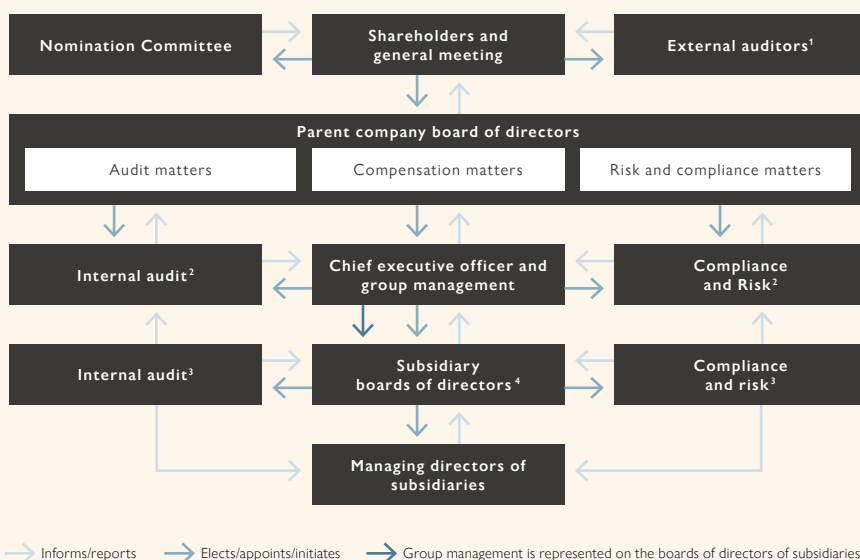 Nomination Committee
Shareholders and
general meeting
External auditors¹
Parent company board of directors
Audit matters
Compensation matters
Risk and compliance matters
Internal audit²
Chief executive officer and
group management
Compliance
and Risk²
Internal audit³
Subsidiary
boards of directors⁴
Compliance
and risk³
Managing directors of
subsidiaries
Informs/reports
Elects/appoints/initiates
Group management is represented on the boards of directors of subsidiaries